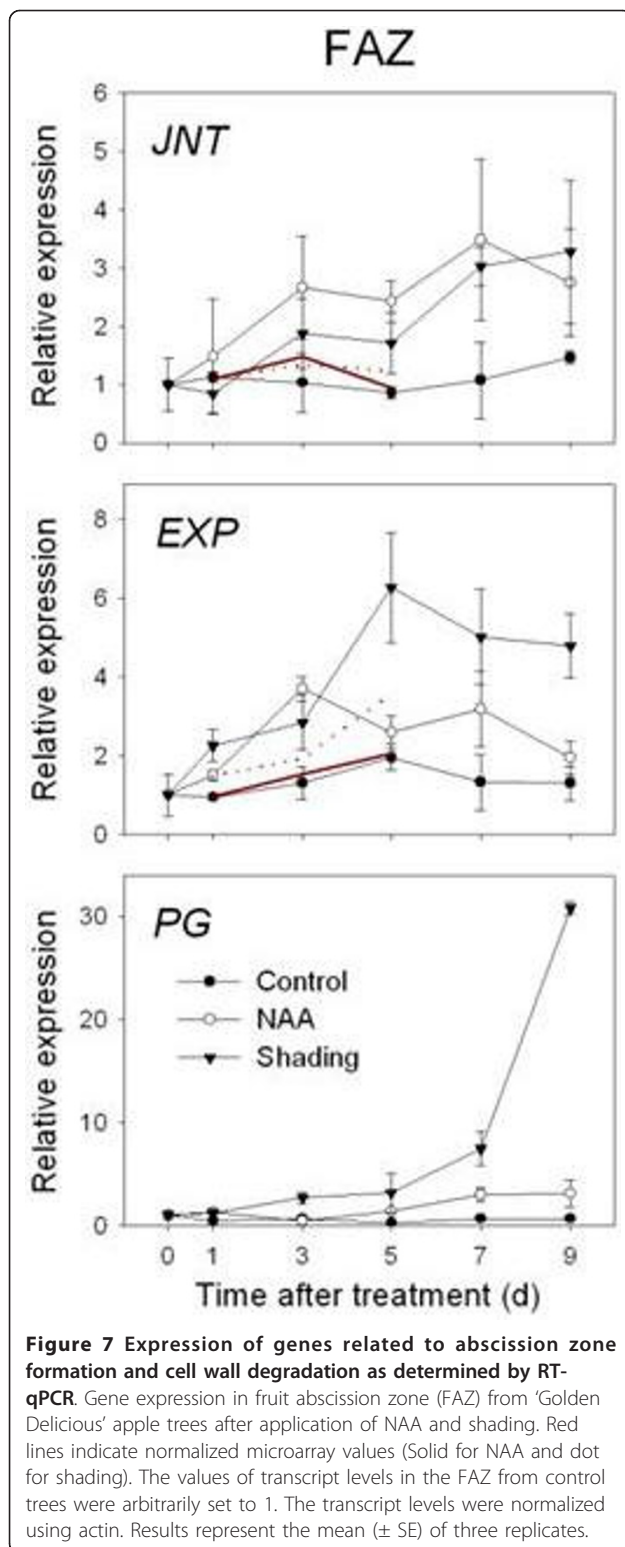 FAZ
6
JNT
5
4
3
2
1
0
Relative expression
8
EXP
6
4
2
0
Relative expression
30
PG
Control
NAA
Shading
20
10
0
Relative expression
0 1 3 5 7 9
Time after treatment (d)
Figure 7 Expression of genes related to abscission zone
formation and cell wall degradation as determined by RT-
qPCR. Gene expression in fruit abscission zone (FAZ) from ‘Golden
Delicious’ apple trees after application of NAA and shading. Red
lines indicate normalized microarray values (Solid for NAA and dot
for shading). The values of transcript levels in the FAZ from control
trees were arbitrarily set to 1. The transcript levels were normalized
using actin. Results represent the mean (± SE) of three replicates.